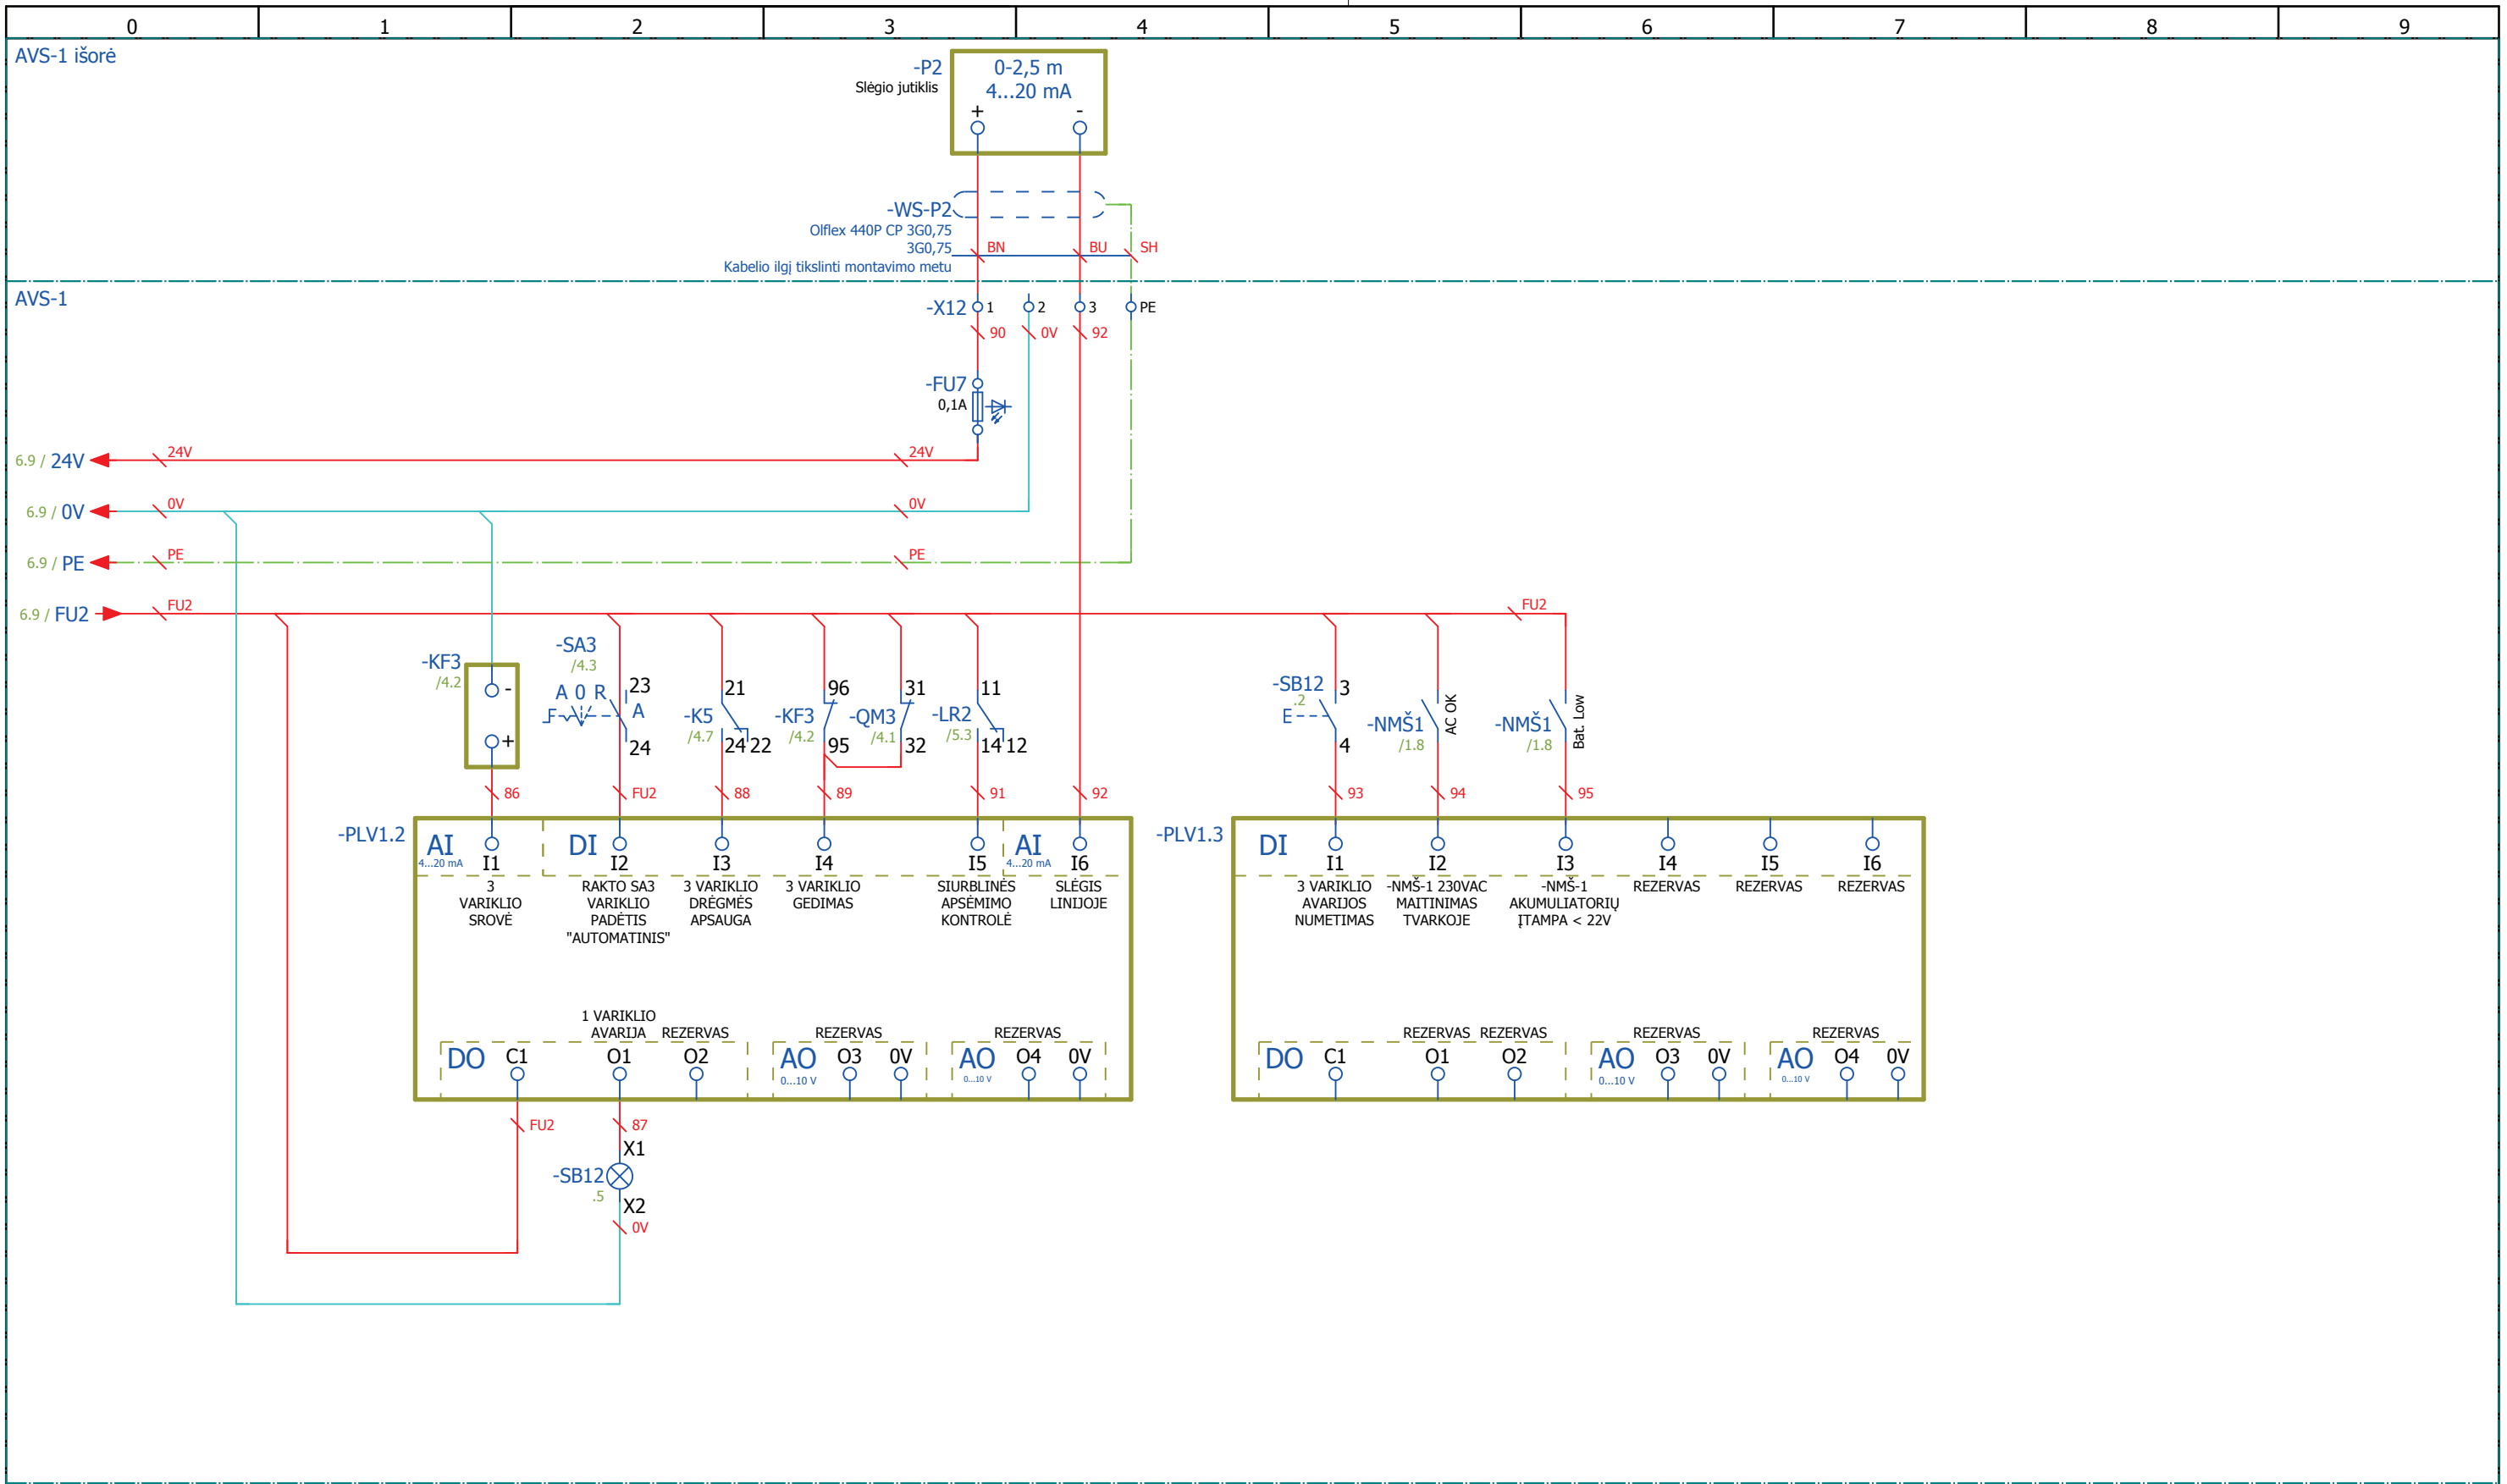 0 1 2 3 4 5 6 7 8 9
AVS-1 išorė
-P2
Slėgio jutiklis
0-2,5 m
4...20 mA
+ -
-WS-P2
Olflex 440P CP 3G0,75
3G0,75
Kabelio ilgį tikslinti montavimo metu
BN BU SH
AVS-1
-X12 1 2 3 PE
90 0V 92
-FU7
0,1A
6.9 / 24V 24V 24V
6.9 / 0V 0V 0V
6.9 / PE PE PE
6.9 / FU2 FU2 FU2
-KF3
/4.2
-
+
86
-SA3
/4.3
A 0 R
23
A
24
FU2
-K5
/4.7
21
24 22
88
-KF3
/4.2
96
95
89
-QM3
/4.1
31
32
-LR2
/5.3
11
14 12
91
92
-SB12
.2
3
4
93
-NMŠ1
/1.8
AC OK
94
-NMŠ1
/1.8
Bat. Low
95
-PLV1.2
AI
4...20 mA
I1
3
VARIKLIO
SROVĖ
DI
I2
RAKTO SA3
VARIKLIO
PADĖTIS
"AUTOMATINIS"
I3
3 VARIKLIO
DRĖGMĖS
APSAUGA
I4
3 VARIKLIO
GEDIMAS
I5
SIURBLINĖS
APSĖMIMO
KONTROLĖ
AI
4...20 mA
I6
SLĖGIS
LINIJOJE
1 VARIKLIO
AVARIJA REZERVAS REZERVAS REZERVAS
DO C1 O1 O2
AO O3 0V
0...10 V
AO O4 0V
0...10 V
FU2
87
X1
-SB12
.5
X2
0V
-PLV1.3
DI
I1
3 VARIKLIO
AVARIJOS
NUMETIMAS
I2
-NMŠ-1 230VAC
MAITINIMAS
TVARKOJE
I3
-NMŠ-1
AKUMULIATORIŲ
ĮTAMPA < 22V
I4
REZERVAS
I5
REZERVAS
I6
REZERVAS
REZERVAS REZERVAS REZERVAS REZERVAS
DO C1 O1 O2
AO O3 0V
0...10 V
AO O4 0V
0...10 V